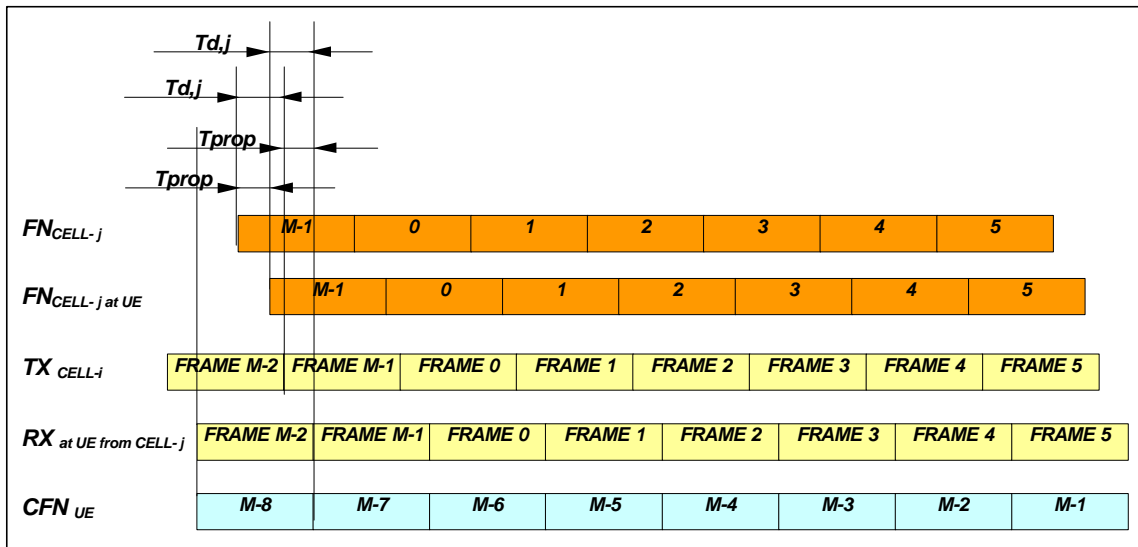 Td,j
Td,j
Tprop
Tprop
FNCELL- j M-1 0 1 2 3 4 5
FNCELL- j at UE M-1 0 1 2 3 4 5
TX CELL-i FRAME M-2 FRAME M-1 FRAME 0 FRAME 1 FRAME 2 FRAME 3 FRAME 4 FRAME 5
RX at UE from CELL- j FRAME M-2 FRAME M-1 FRAME 0 FRAME 1 FRAME 2 FRAME 3 FRAME 4 FRAME 5
CFN UE M-8 M-7 M-6 M-5 M-4 M-3 M-2 M-1